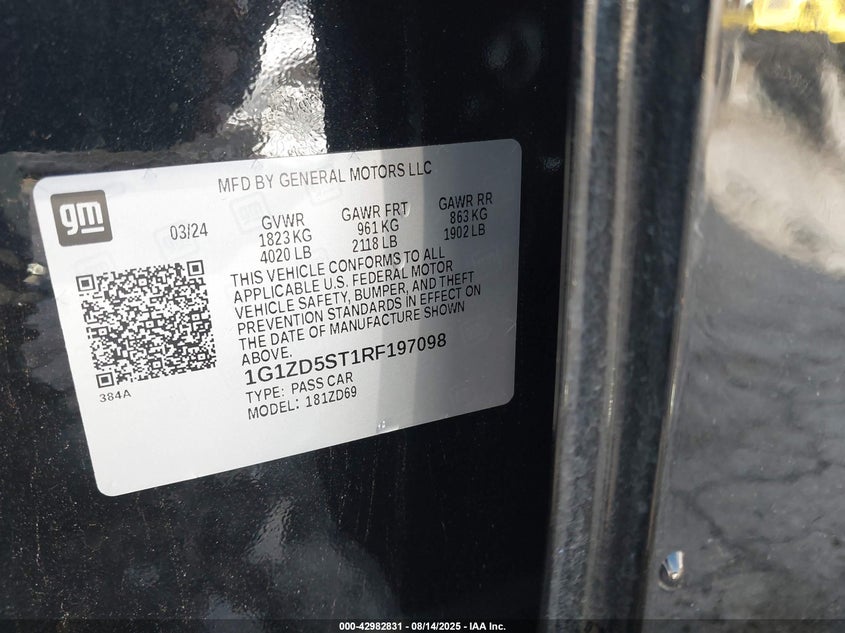 MFD BY GENERAL MOTORS LLC
gm
03/24
GVWR
1823 KG
4020 LB
GAWR FRT
961 KG
2118 LB
GAWR RR
863 KG
1902 LB
THIS VEHICLE CONFORMS TO ALL
APPLICABLE U.S. FEDERAL MOTOR
VEHICLE SAFETY, BUMPER, AND THEFT
PREVENTION STANDARDS IN EFFECT ON
THE DATE OF MANUFACTURE SHOWN
ABOVE.
1G1ZD5ST1RF197098
TYPE: PASS CAR
MODEL: 181ZD69
384A
000-42982831 - 08/14/2025 - IAA Inc.